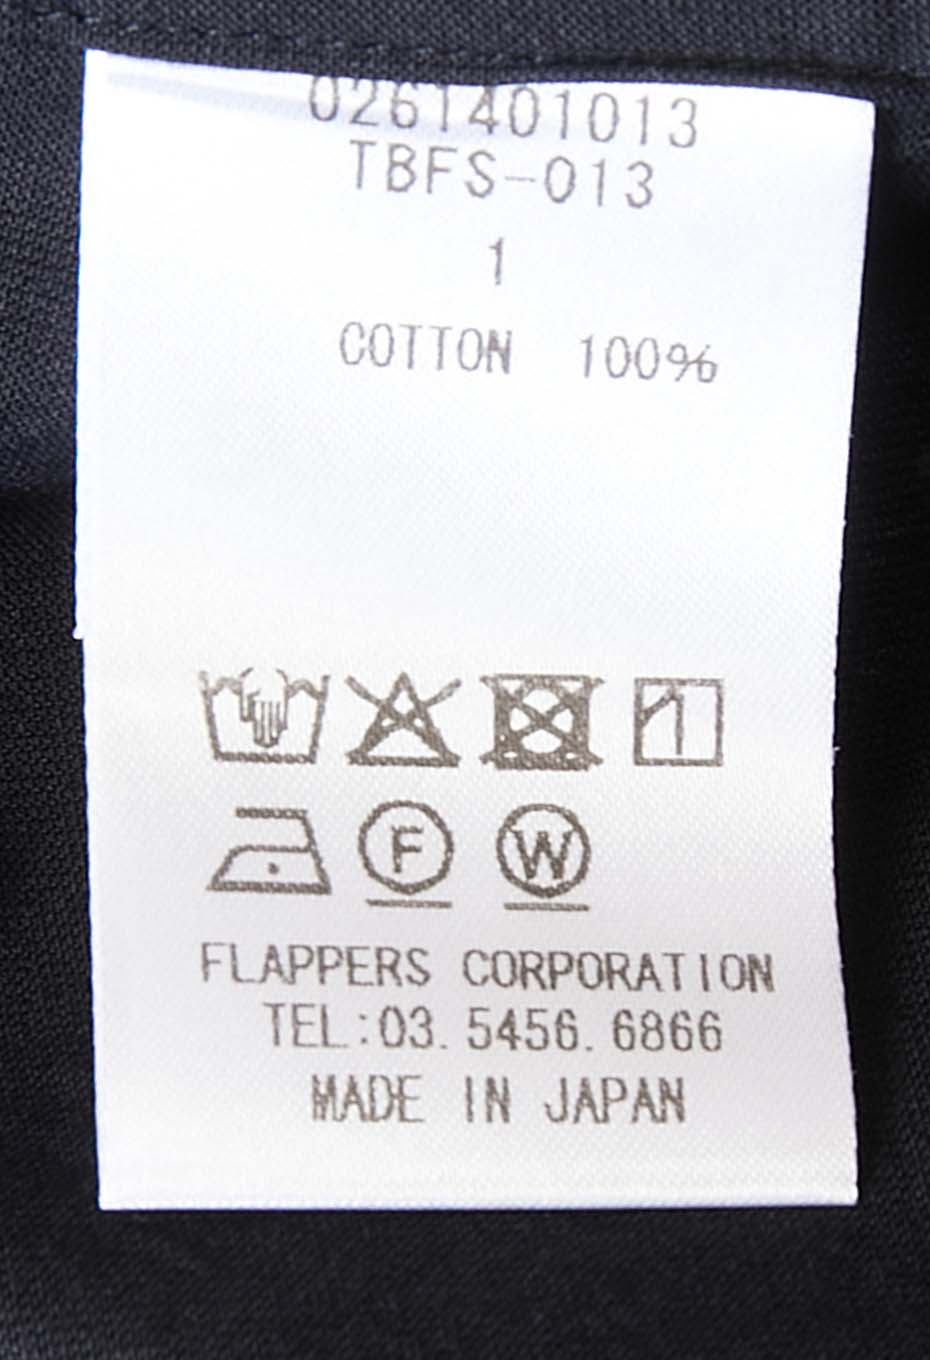 0261401013
TBFS-013
1
COTTON 100%
F W
FLAPPERS CORPORATION
TEL:03. 5456. 6866
MADE IN JAPAN